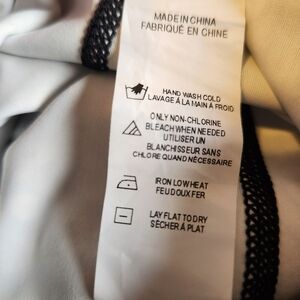 MADE IN CHINA
FABRIQUÉ EN CHINE
HAND WASH COLD
LAVAGE À LA MAIN À FROID
ONLY NON-CHLORINE
BLEACH WHEN NEEDED
UTILISER UN
BLANCHISSEUR SANS
CHLORE QUAND NÉCESSAIRE
IRON LOW HEAT
FEU DOUX FER
LAY FLAT TO DRY
SÉCHER À PLAT